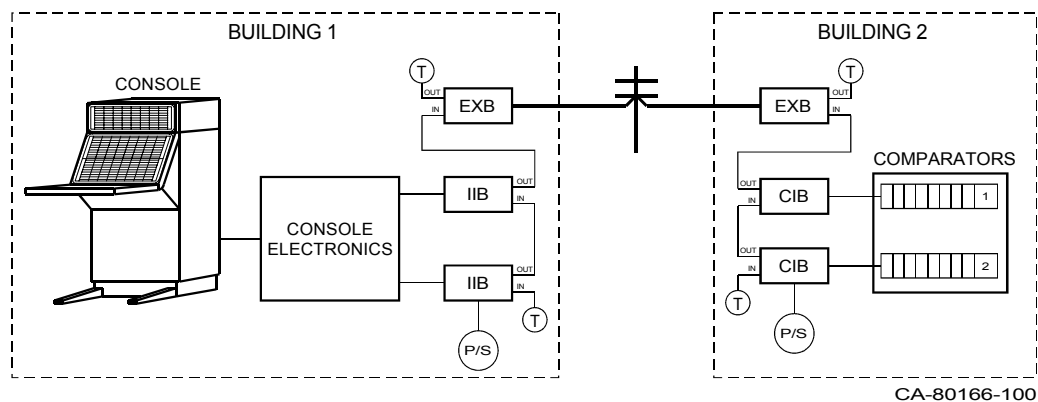 BUILDING 1
BUILDING 2
CONSOLE
T
T
OUT
IN
EXB
EXB
OUT
IN
COMPARATORS
IIB
OUT
IN
OUT
IN
CIB
1
CONSOLE
ELECTRONICS
OUT
IN
IIB
OUT
IN
CIB
2
T
T
P/S
P/S
CA-80166-100